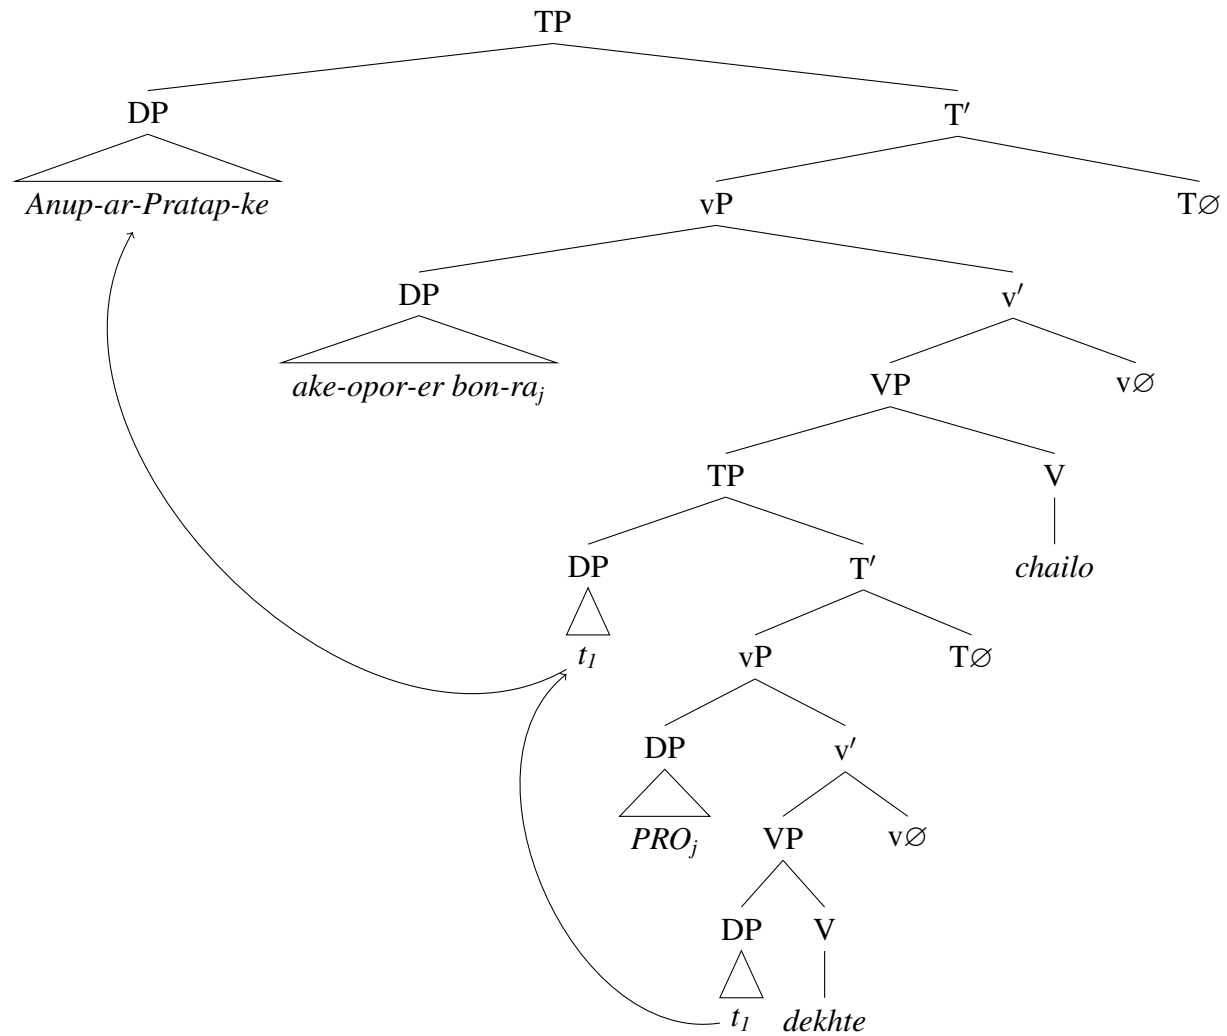 TP
DP T′
Anup-ar-Pratap-ke vP T∅
DP v′
ake-opor-er bon-raj VP v∅
TP V
DP T′ chailo
t1 vP T∅
DP v′
PROj VP v∅
DP V
t1 dekhte